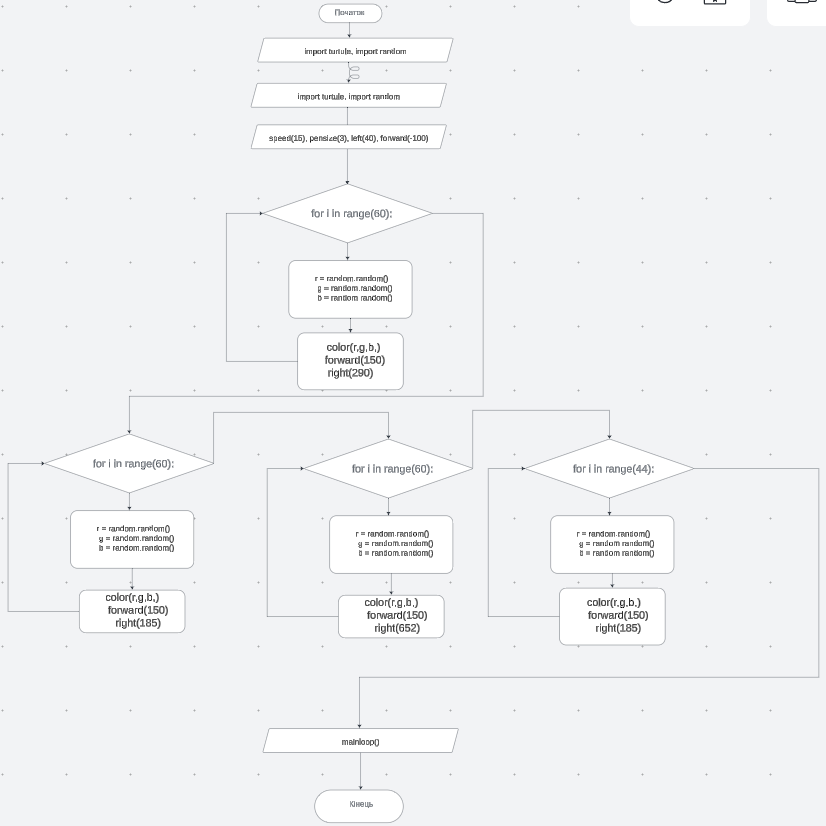 Початок
import turtule, import random
import turtule, import random
speed(15), pensize(3), left(40), forward(-100)
for i in range(60):
r = random.random()
g = random.random()
b = random.random()
color(r,g,b,)
forward(150)
right(290)
for i in range(60):
r = random.random()
g = random.random()
b = random.random()
color(r,g,b,)
forward(150)
right(185)
for i in range(60):
r = random.random()
g = random.random()
b = random.random()
color(r,g,b,)
forward(150)
right(652)
for i in range(44):
r = random.random()
g = random.random()
b = random.random()
color(r,g,b,)
forward(150)
right(185)
mainloop()
Кінець